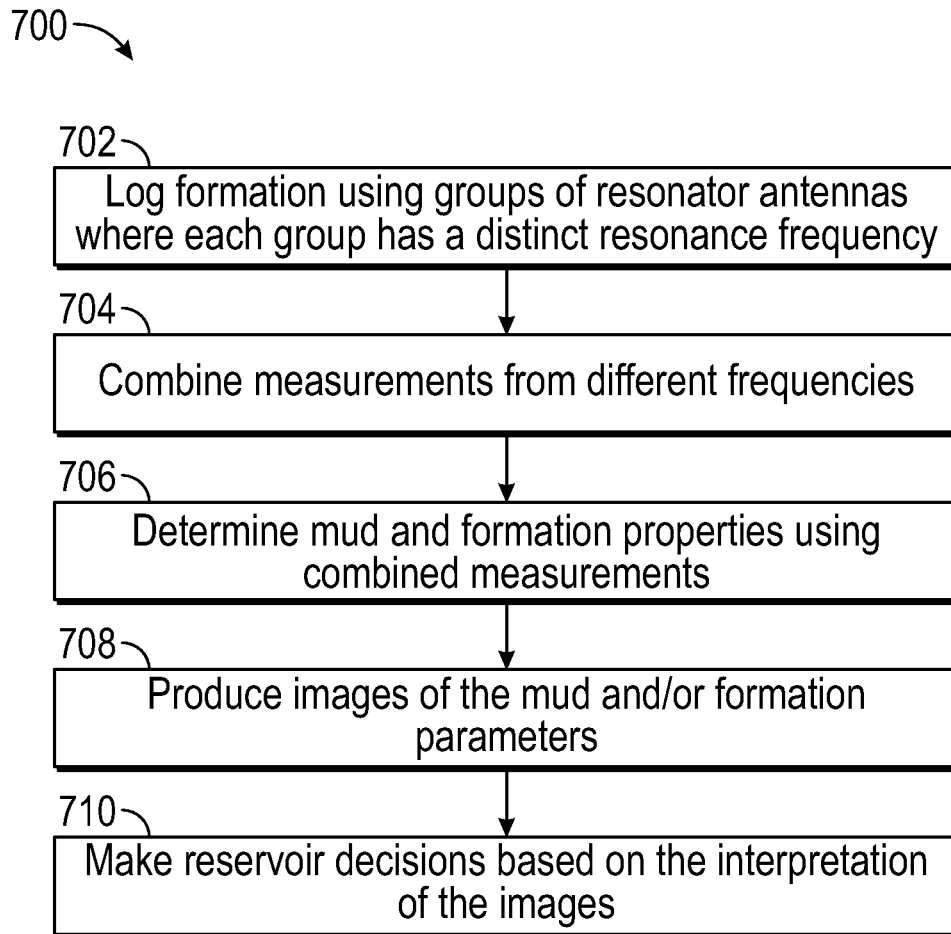 700
702
Log formation using groups of resonator antennas
where each group has a distinct resonance frequency
704
Combine measurements from different frequencies
706
Determine mud and formation properties using
combined measurements
708
Produce images of the mud and/or formation
parameters
710
Make reservoir decisions based on the interpretation
of the images